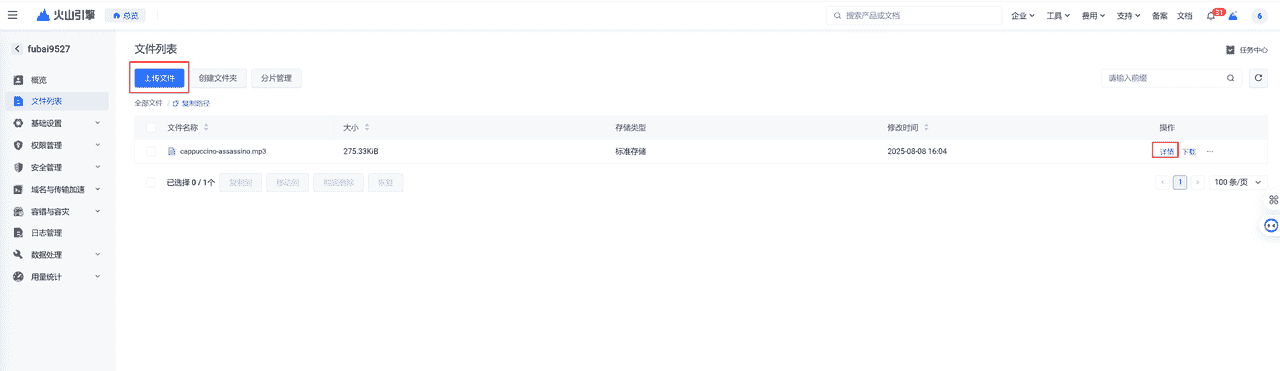 火山引擎 总览 搜索产品或文档 企业 工具 费用 支持 备案 文档 31 6
fubai9527
概览
文件列表
基础设置
权限管理
安全管理
域名与传输加速
容错与容灾
日志管理
数据处理
用量统计
文件列表 任务中心
上传文件 创建文件夹 分片管理 请输入前缀
全部文件 / 复制路径
文件名称 大小 存储类型 修改时间 操作
cappuccino-assassino.mp3 275.33KiB 标准存储 2025-08-08 16:04 详情 下载 ···
已选择 0 / 1个 复制到 移动到 彻底删除 恢复 1 100 条/页